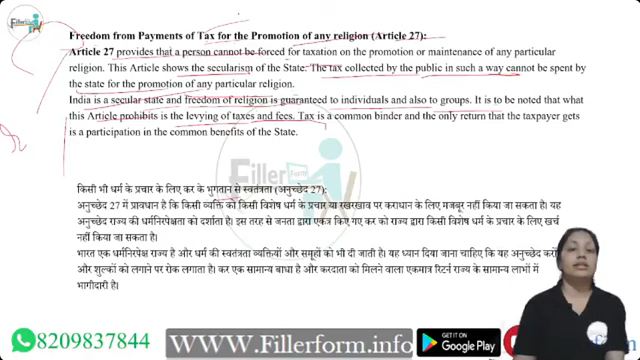 Fillerform
Freedom from Payments of Tax for the Promotion of any religion (Article 27):
Article 27 provides that a person cannot be forced for taxation on the promotion or maintenance of any particular
religion. This Article shows the secularism of the State. The tax collected by the public in such a way cannot be spent by
the state for the promotion of any particular religion.
India is a secular state and freedom of religion is guaranteed to individuals and also to groups. It is to be noted that what
this Article prohibits is the levying of taxes and fees. Tax is a common binder and the only return that the taxpayer gets
is a participation in the common benefits of the State.
Fillerform
किसी भी धर्म के प्रचार के लिए कर के भुगतान से स्वतंत्रता (अनुच्छेद 27):
अनुच्छेद 27 में प्रावधान है कि किसी व्यक्ति को किसी विशेष धर्म के प्रचार या रखरखाव पर कराधान के लिए मजबूर नहीं किया जा सकता है। यह
अनुच्छेद राज्य की धर्मनिरपेक्षता को दर्शाता है। इस तरह से जनता द्वारा एकत्र किए गए कर को राज्य द्वारा किसी विशेष धर्म के प्रचार के लिए खर्च
नहीं किया जा सकता है।
भारत एक धर्मनिरपेक्ष राज्य है और धर्म की स्वतंत्रता व्यक्तियों और समूहों को भी दी जाती है। यह ध्यान दिया जाना चाहिए कि यह अनुच्छेद करों
और शुल्कों को लगाने पर रोक लगाता है। कर एक सामान्य बाधा है और करदाता को मिलने वाला एकमात्र रिटर्न राज्य के सामान्य लाभों में
भागीदारी है।
8209837844
www.Fillerform.info
GET IT ON
Google Play